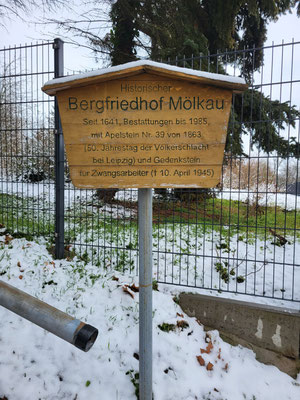 Historischer
Bergfriedhof Mölkau
Seit 1641, Bestattungen bis 1985,
mit Apelstein Nr. 39 von 1863
(50. Jahrestag der Völkerschlacht
bei Leipzig) und Gedenkstein
für Zwangsarbeiter († 10. April 1945)